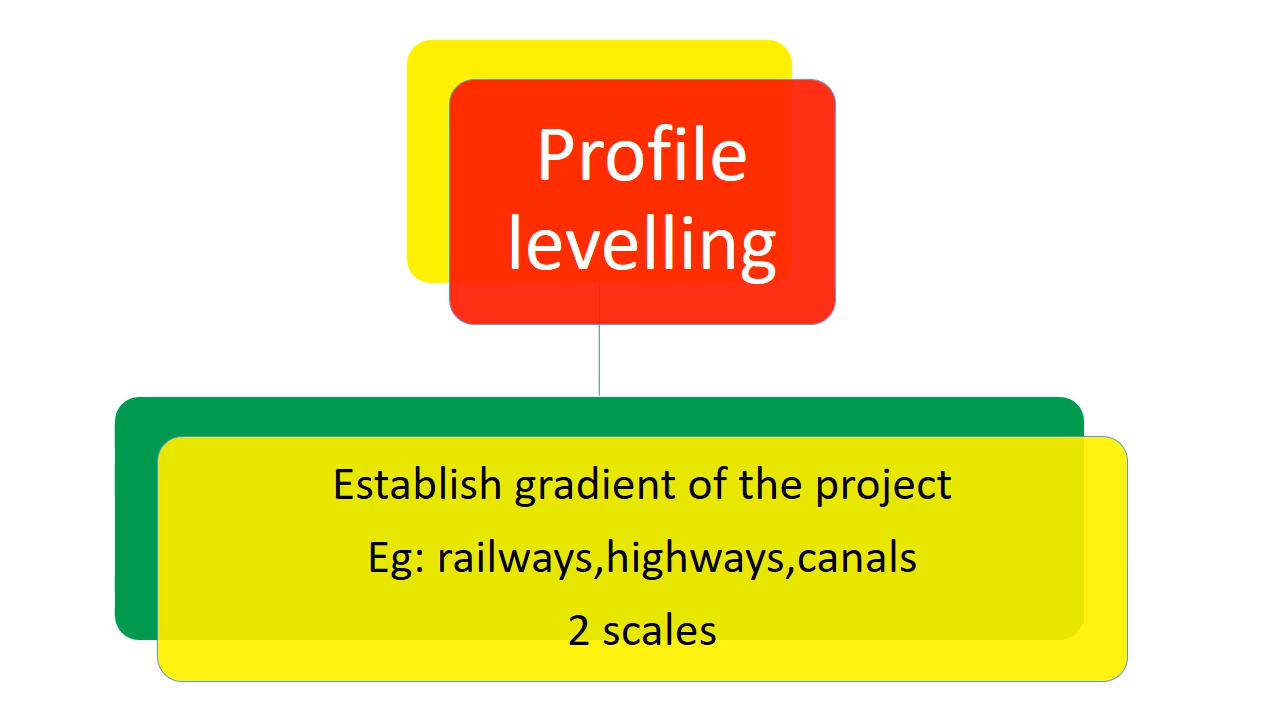 Profile
levelling
Establish gradient of the project
Eg: railways,highways,canals
2 scales